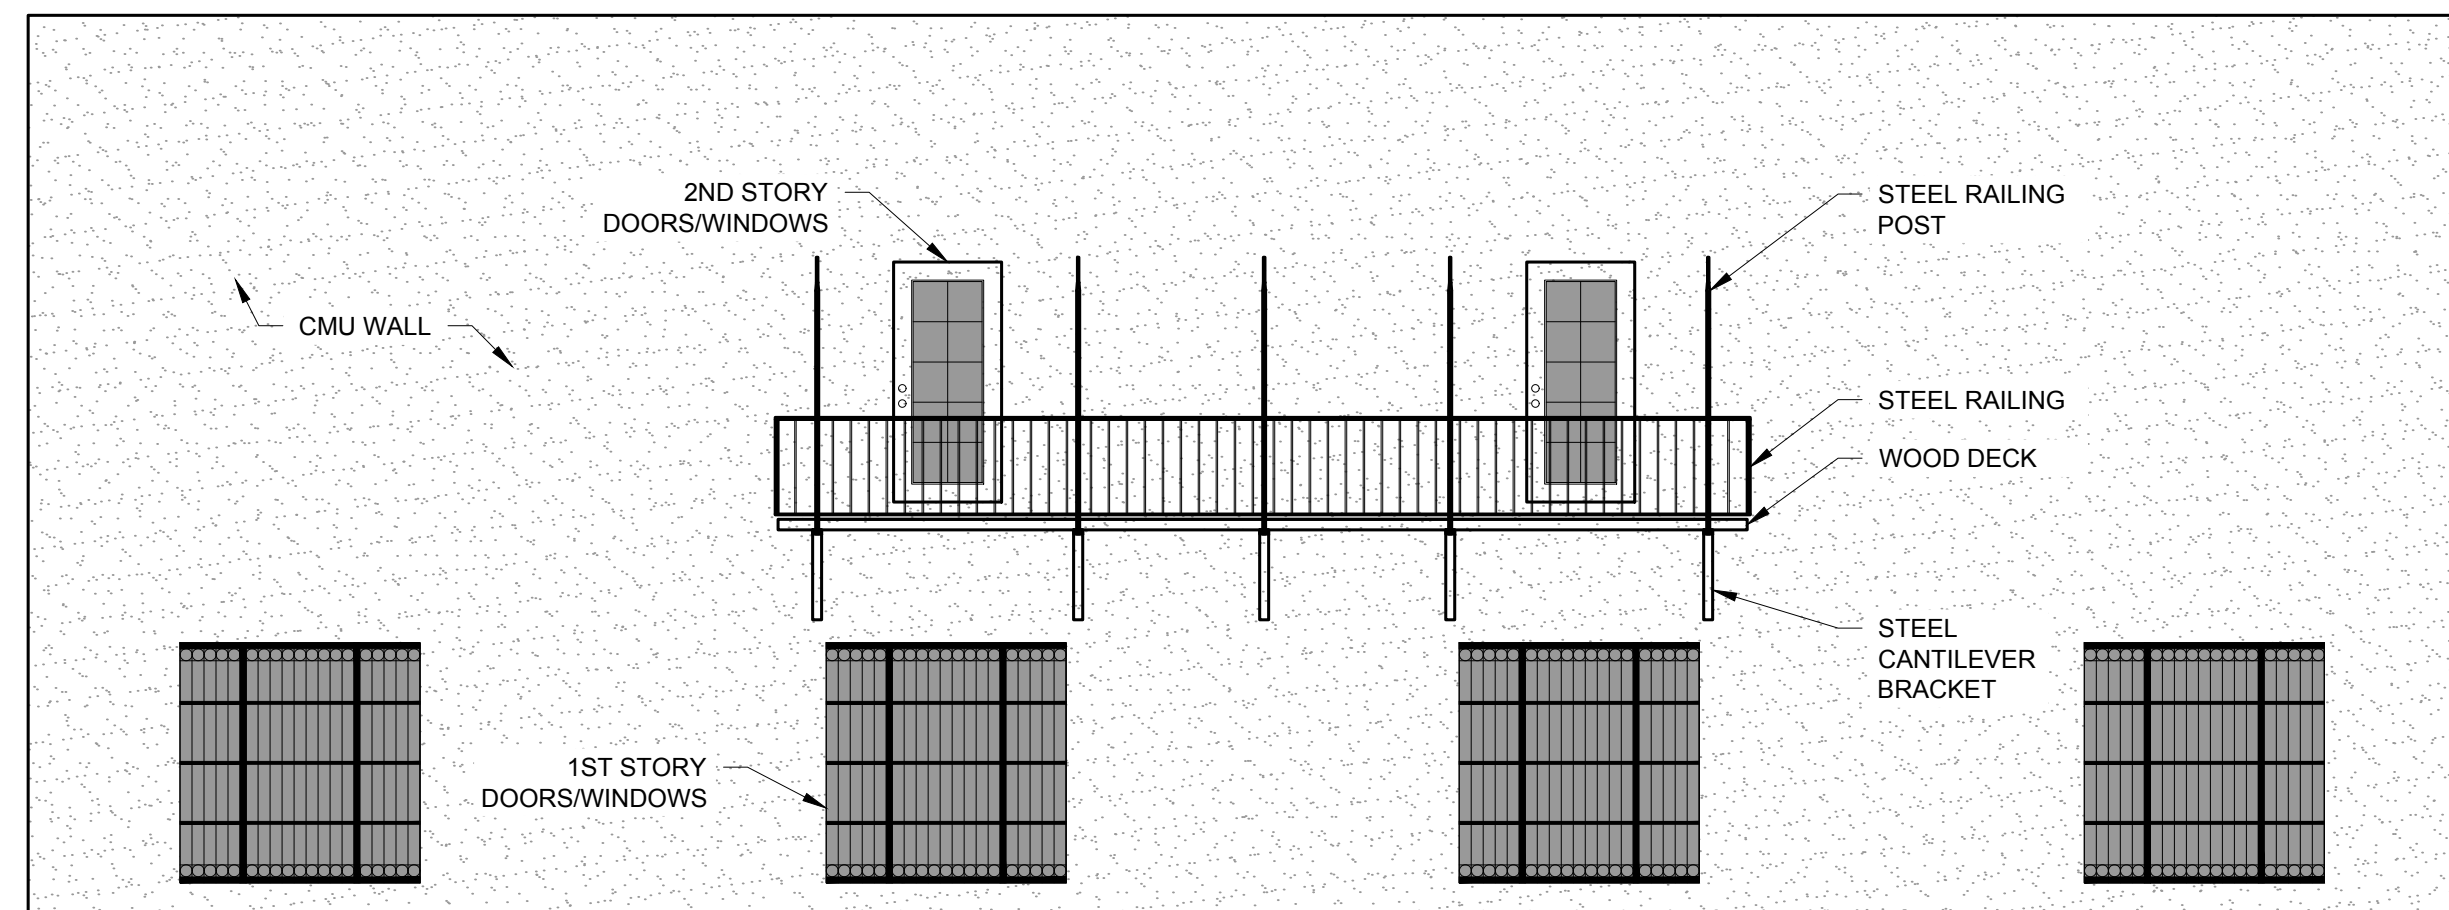 2ND STORY
DOORS/WINDOWS
STEEL RAILING
POST
CMU WALL
STEEL RAILING
WOOD DECK
STEEL
CANTILEVER
BRACKET
1ST STORY
DOORS/WINDOWS